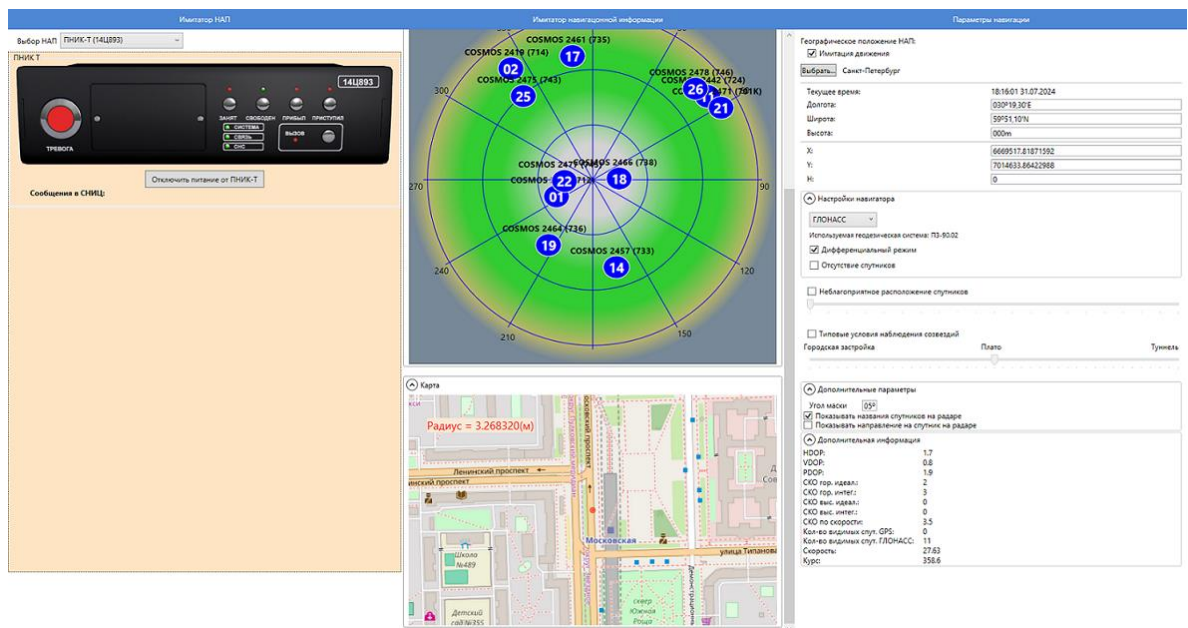 Имитатор НАП
Выбор НАП ПНИК-Т (14Ц893)
ПНИК Т
14Ц893
ЗАНЯТ СВОБОДЕН ПРИБЫЛ ПРИСТУПИЛ
СИСТЕМА
СВЯЗЬ
СНС
ВЫЗОВ
ТРЕВОГА
Отключить питание от ПНИК-Т
Сообщения в СНИЦ:
Имитатор навигационной информации
COSMOS 2461 (735)
17
COSMOS 2419 (714)
02
COSMOS 2475 (743)
25
COSMOS 2478 (746)
2442 (724)
26
21
300
COSMOS 2466 (738)
18
22
01
270
90
COSMOS 2464 (736)
19
COSMOS 2457 (733)
14
240
120
210
150
Карта
Радиус = 3.268320(м)
Ленинский проспект
Московский проспект
Московская
улица Типанова
Школа
№489
Детский
сад №355
сквер
Южная
Роща
Параметры навигации
Географическое положение НАП:
Имитация движения
Выбрать... Санкт-Петербург
Текущее время: 18:16:01 31.07.2024
Долгота: 030°19,30'E
Широта: 59°51,10'N
Высота: 000m
X: 6669517.81871592
Y: 7014633.86422988
H: 0
Настройки навигатора
ГЛОНАСС
Используемая геодезическая система: ПЗ-90.02
Дифференциальный режим
Отсутствие спутников
Неблагоприятное расположение спутников
Типовые условия наблюдения созвездий
Городская застройка Плато Туннель
Дополнительные параметры
Угол маски 05°
Показывать названия спутников на радаре
Показывать направление на спутник на радаре
Дополнительная информация
HDOP: 1.7
VDOP: 0.8
PDOP: 1.9
СКО гор. идеал.: 2
СКО гор. интег.: 3
СКО выс. идеал.: 0
СКО выс. интег.: 0
СКО по скорости: 3.5
Кол-во видимых спут. GPS: 0
Кол-во видимых спут. ГЛОНАСС: 11
Скорость: 27.63
Курс: 358.6